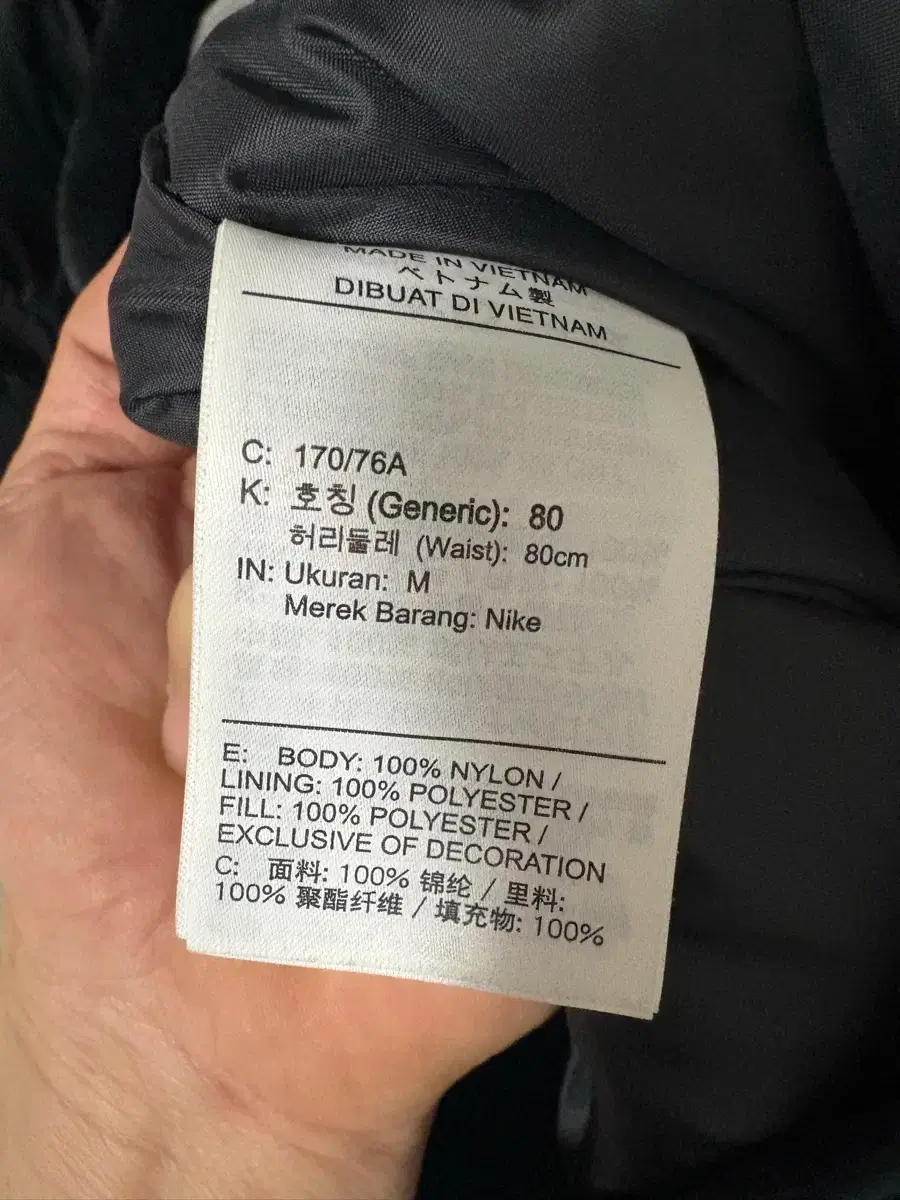 MADE IN VIETNAM
ベトナム製
DIBUAT DI VIETNAM
C: 170/76A
K: 호칭 (Generic): 80
허리둘레 (Waist): 80cm
IN: Ukuran: M
Merek Barang: Nike
E: BODY: 100% NYLON /
LINING: 100% POLYESTER /
FILL: 100% POLYESTER /
EXCLUSIVE OF DECORATION
C: 面料: 100% 锦纶 / 里料:
100% 聚酯纤维 / 填充物: 100%